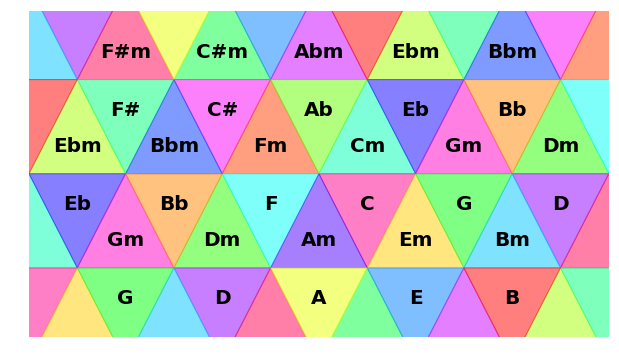 F#m C#m Abm Ebm Bbm
F# C# Ab Eb Bb
Ebm Bbm Fm Cm Gm Dm
Eb Bb F C G D
Gm Dm Am Em Bm
G D A E B